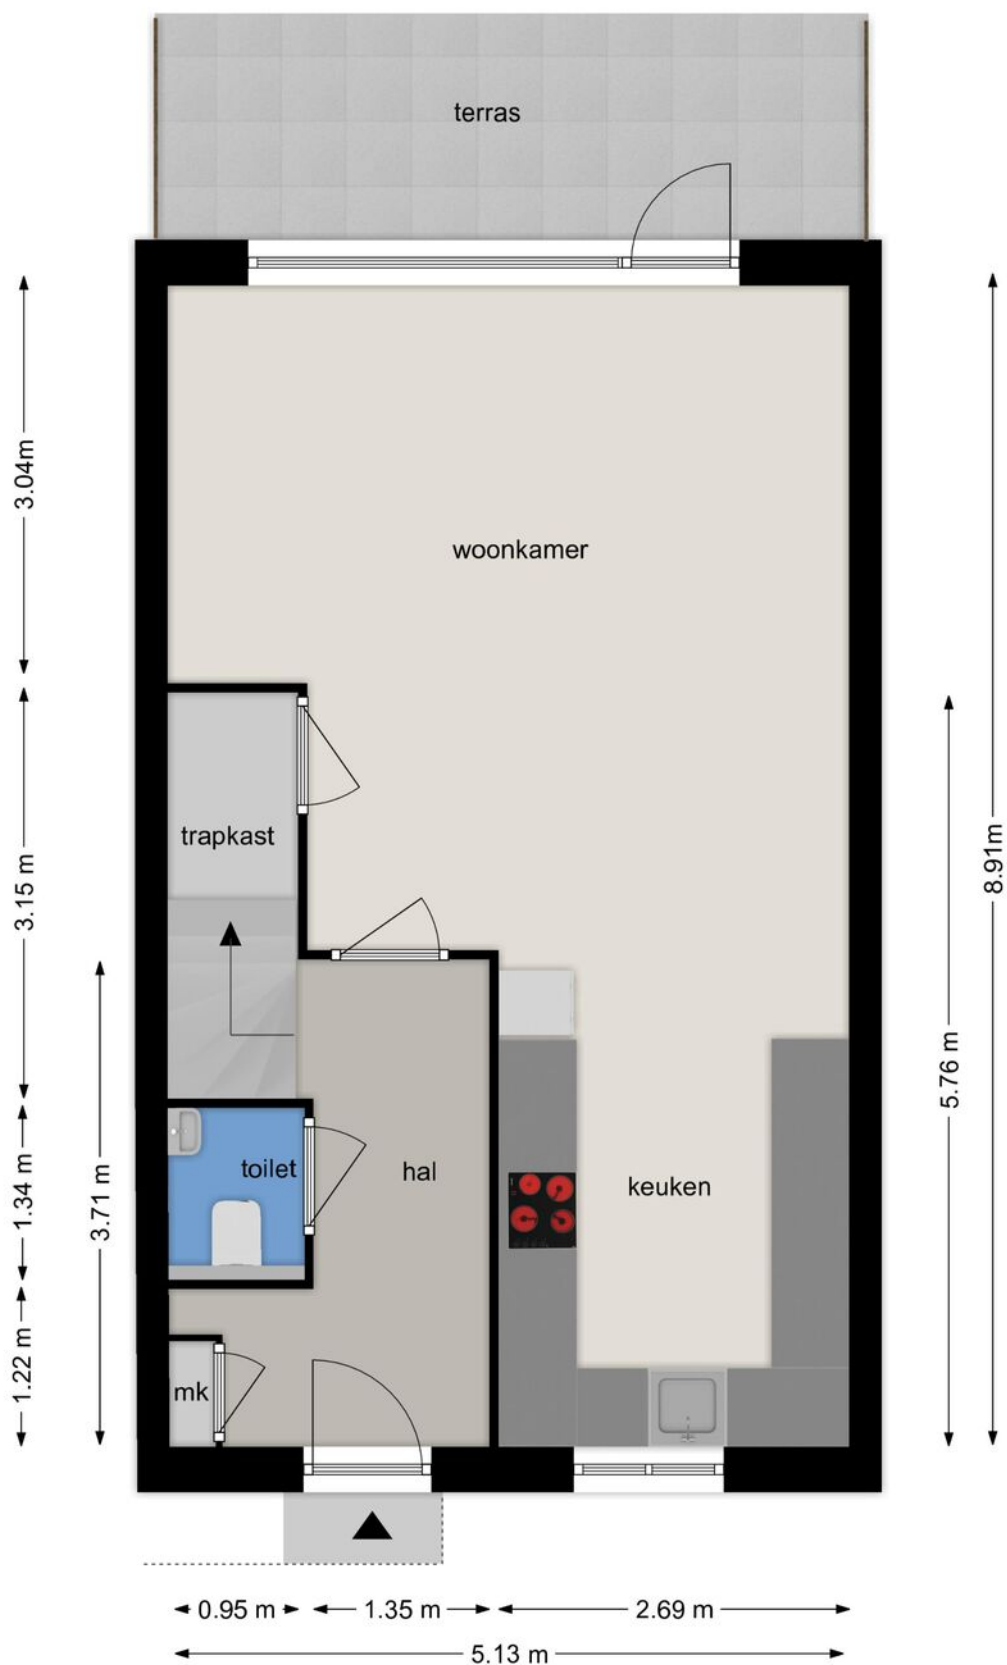 terras
3.04m
woonkamer
trapkast
3.15 m
8.91m
5.76 m
3.71 m
1.34 m
toilet
hal
keuken
1.22 m
mk
0.95 m
1.35 m
2.69 m
5.13 m